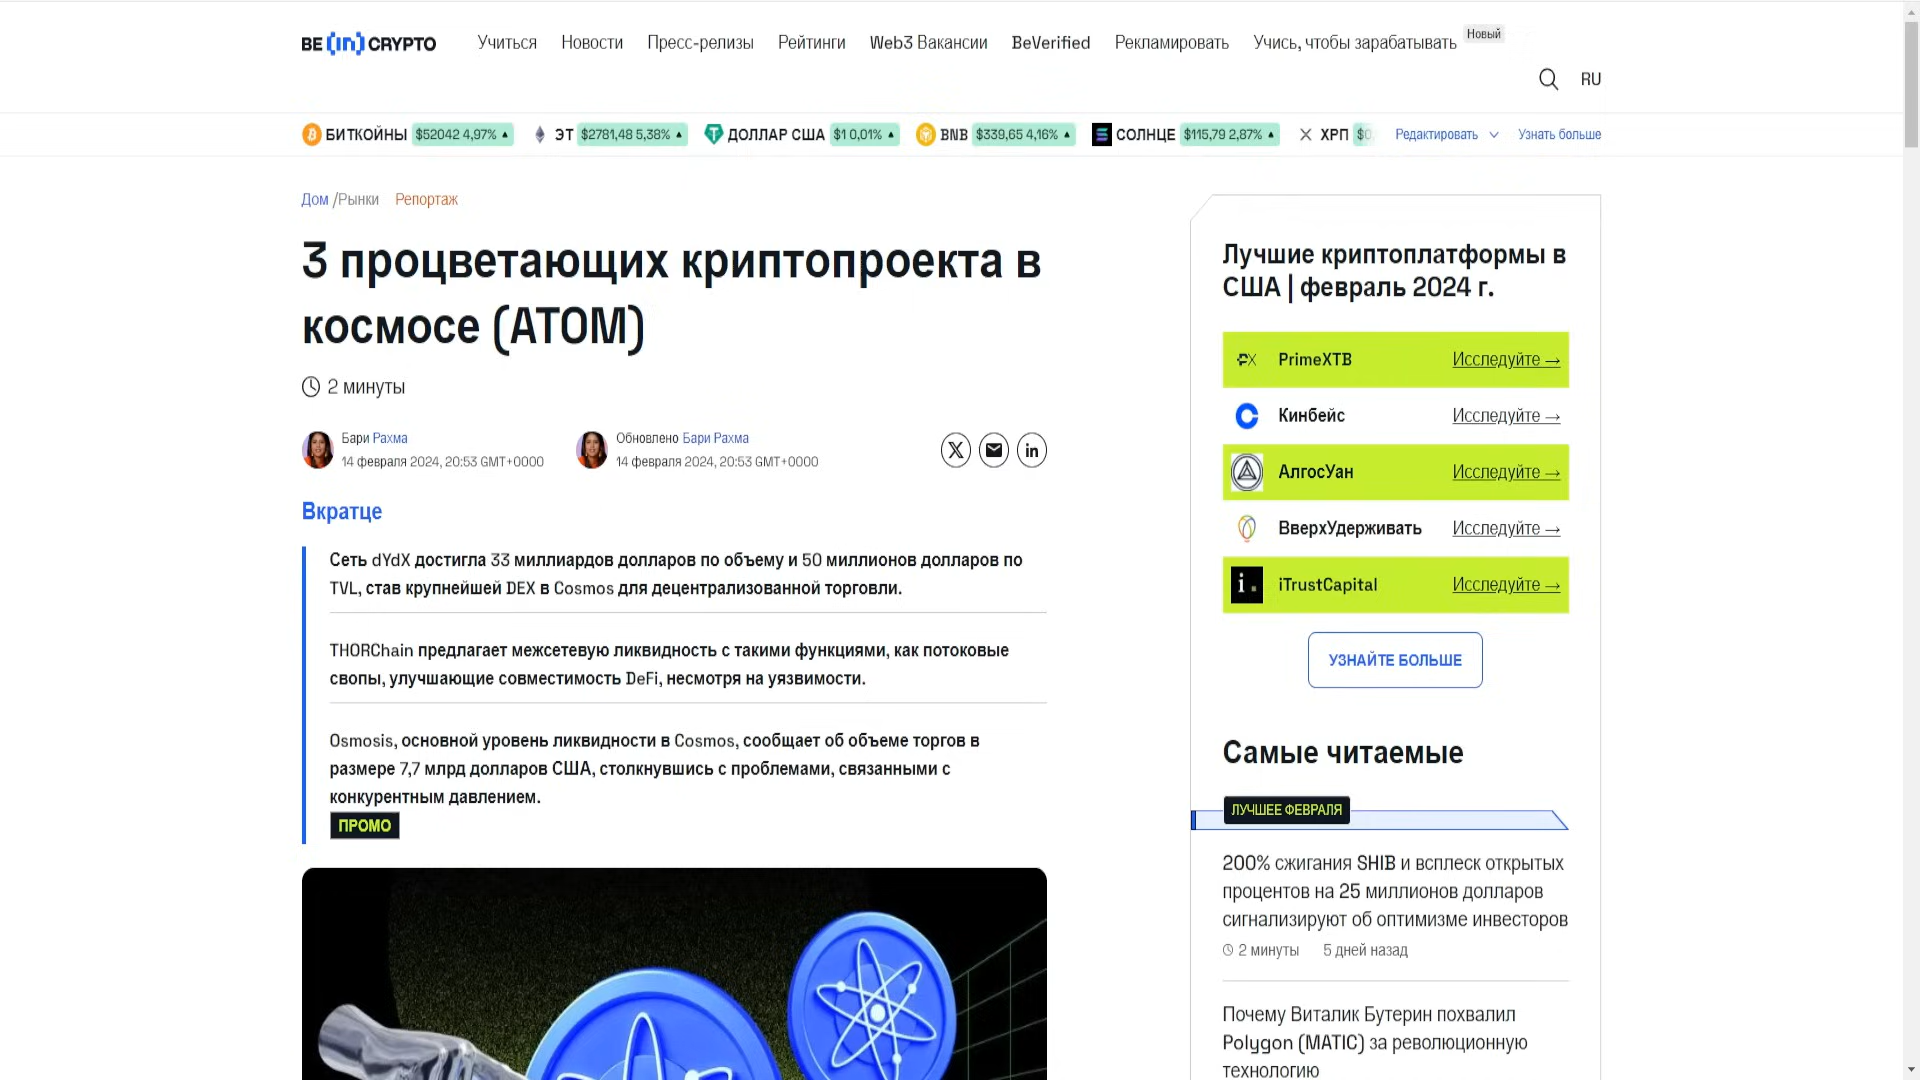 BE[in]CRYPTO
Учиться Новости Пресс-релизы Рейтинги Web3 Вакансии BeVerified Рекламировать Учись, чтобы зарабатывать Новый
RU
БИТКОЙНЫ $52042 4,97% ▲ ЭТ $2781,48 5,38% ▲ ДОЛЛАР США $1 0,01% ▲ BNB $339,65 4,16% ▲ СОЛНЦЕ $115,79 2,87% ▲ ХРП $0 Редактировать Узнать больше
Дом /Рынки Репортаж
3 процветающих криптопроекта в
космосе (ATOM)
2 минуты
Бари Рахма
14 февраля 2024, 20:53 GMT+0000
Обновлено Бари Рахма
14 февраля 2024, 20:53 GMT+0000
Вкратце
Сеть dYdX достигла 33 миллиардов долларов по объему и 50 миллионов долларов по
TVL, став крупнейшей DEX в Cosmos для децентрализованной торговли.
THORChain предлагает межсетевую ликвидность с такими функциями, как потоковые
свопы, улучшающие совместимость DeFi, несмотря на уязвимости.
Osmosis, основной уровень ликвидности в Cosmos, сообщает об объеме торгов в
размере 7,7 млрд долларов США, столкнувшись с проблемами, связанными с
конкурентным давлением.
ПРОМО
Лучшие криптоплатформы в
США | февраль 2024 г.
PrimeXTB Исследуйте →
Кинбейс Исследуйте →
АлгосУан Исследуйте →
ВверхУдерживать Исследуйте →
i. iTrustCapital Исследуйте →
УЗНАЙТЕ БОЛЬШЕ
Самые читаемые
ЛУЧШЕЕ ФЕВРАЛЯ
200% сжигания SHIB и всплеск открытых
процентов на 25 миллионов долларов
сигнализируют об оптимизме инвесторов
2 минуты 5 дней назад
Почему Виталик Бутерин похвалил
Polygon (MATIC) за революционную
технологию